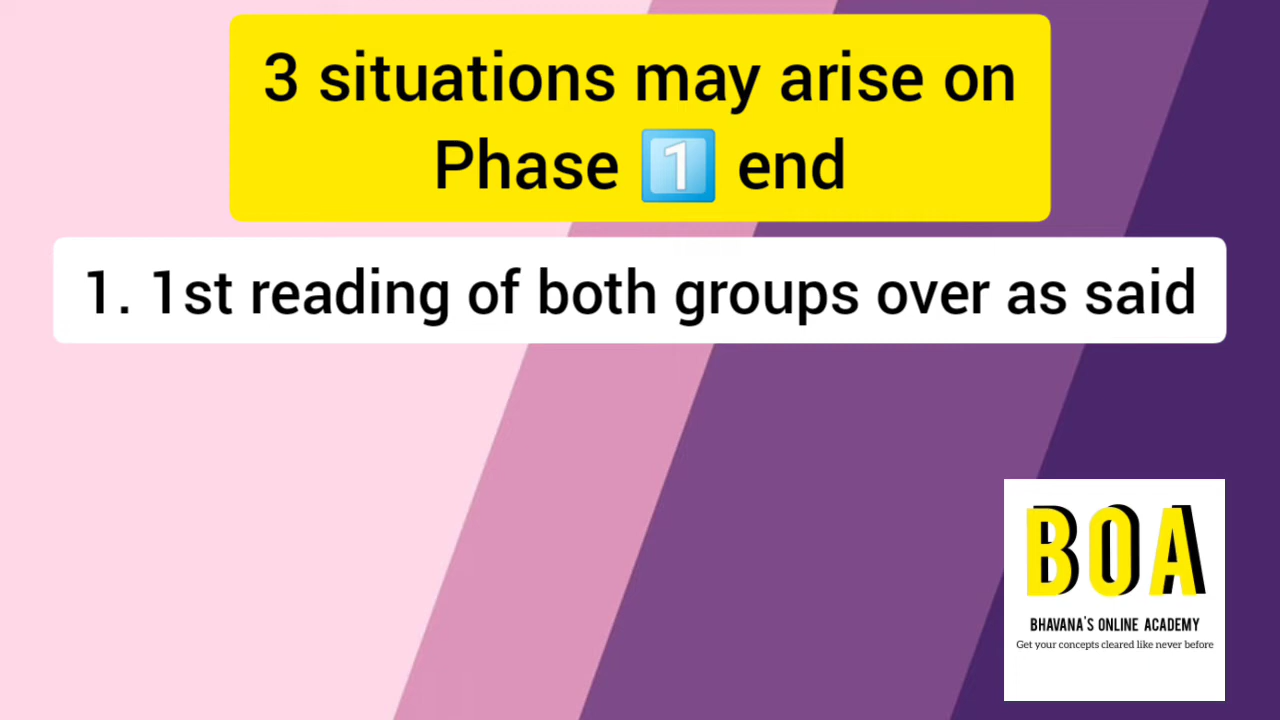 3 situations may arise on
Phase 1️⃣ end
1. 1st reading of both groups over as said
BOA
BHAVANA'S ONLINE ACADEMY
Get your concepts cleared like never before